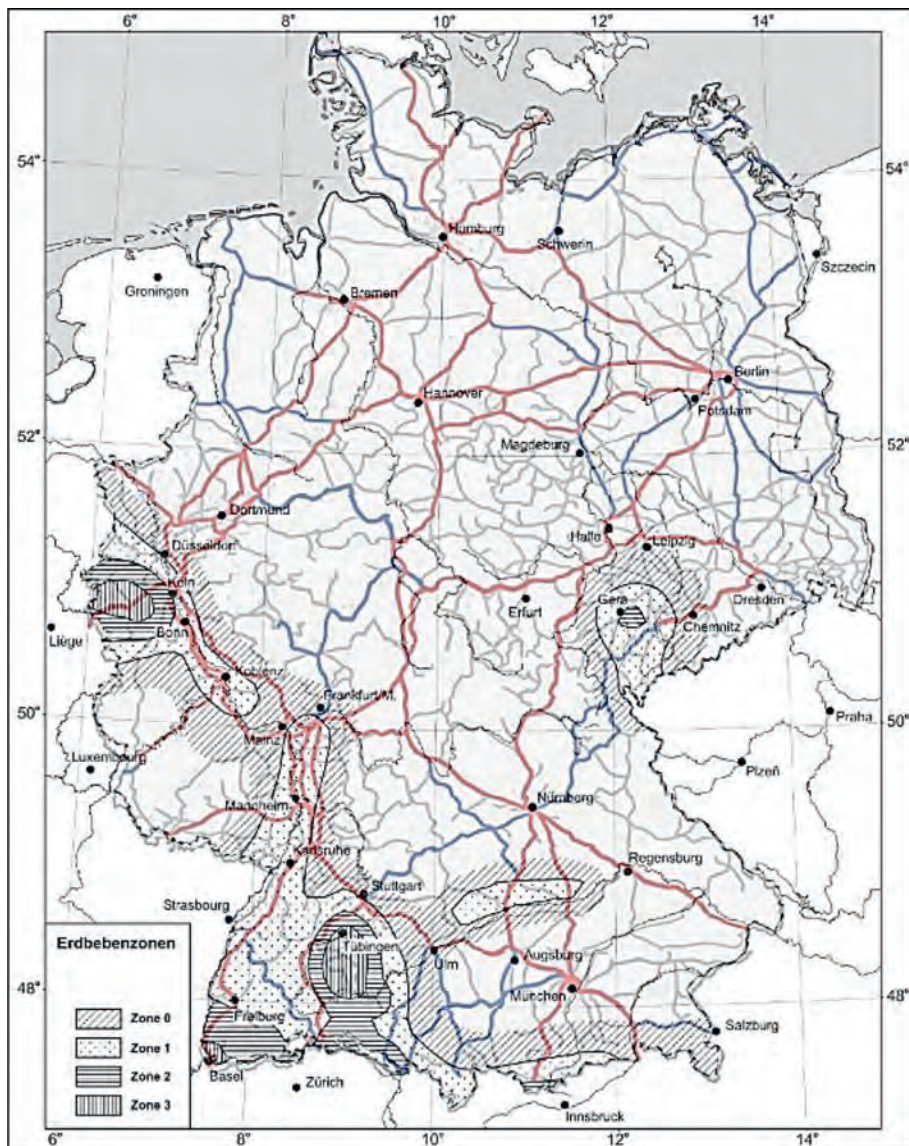 6° 8° 10° 12° 14°
54° 54°
Hamburg
Schwerin
Szczecin
Groningen
Bremen
Berlin
Hannover
Potsdam
52° 52°
Magdeburg
Dortmund
Halle
Leipzig
Düsseldorf
Köln
Erfurt
Gera
Dresden
Chemnitz
Liège
Bonn
Koblenz
Frankfurt/M.
50° 50°
Praha
Mainz
Luxembourg
Plzeň
Mannheim
Nürnberg
Karlsruhe
Regensburg
Stuttgart
Strasbourg
Erdbebenzonen
Tübingen
Ulm
Augsburg
48° 48°
München
Zone 0
Freiburg
Zone 1
Salzburg
Zone 2
Basel
Zürich
Zone 3
Innsbruck
6° 8° 10° 12° 14°